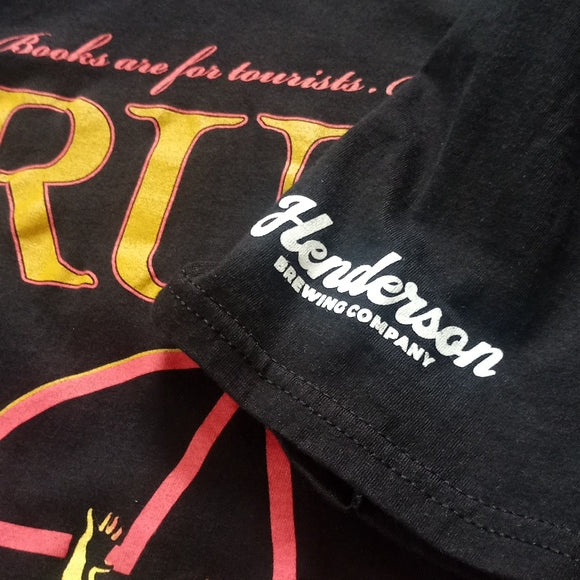 Books are for tourists.
RU
Henderson
BREWING COMPANY